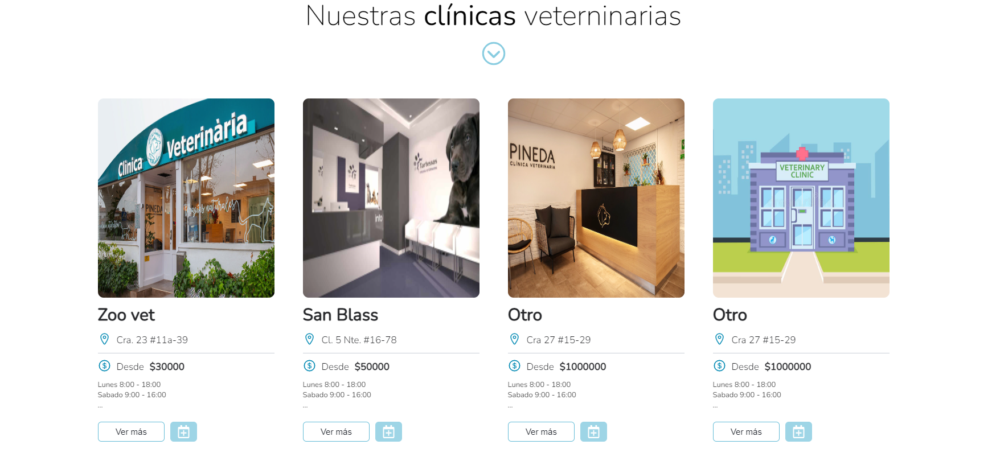 Nuestras clínicas veterninarias
Clinica Veterinària
PINEDA
teràpias naturales
Tartessos
info
PINEDA
CLÍNICA VETERINARIA
VETERINARY
CLINIC
Zoo vet
Cra. 23 #11a-39
Desde $30000
Lunes 8:00 - 18:00
Sabado 9:00 - 16:00
...
Ver más
San Blass
Cl. 5 Nte. #16-78
Desde $50000
Lunes 8:00 - 18:00
Sabado 9:00 - 16:00
...
Ver más
Otro
Cra 27 #15-29
Desde $1000000
Lunes 8:00 - 18:00
Sabado 9:00 - 16:00
...
Ver más
Otro
Cra 27 #15-29
Desde $1000000
Lunes 8:00 - 18:00
Sabado 9:00 - 16:00
...
Ver más